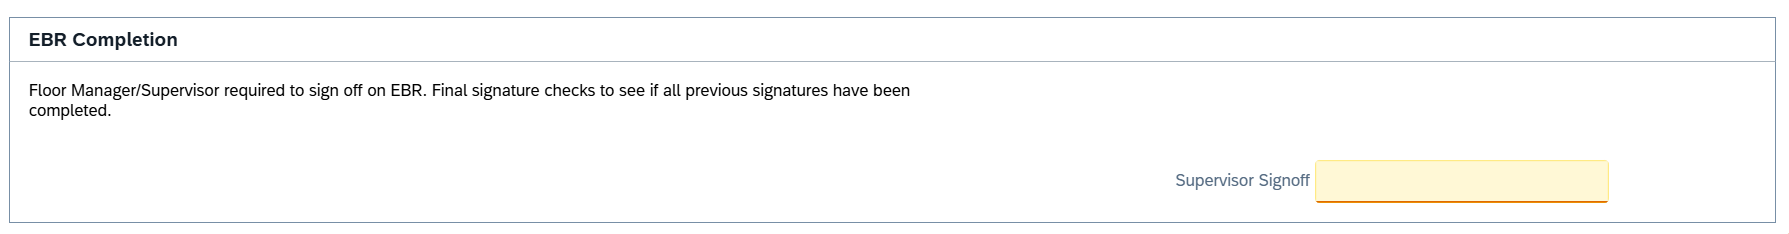 EBR Completion
Floor Manager/Supervisor required to sign off on EBR. Final signature checks to see if all previous signatures have been
completed.
Supervisor Signoff